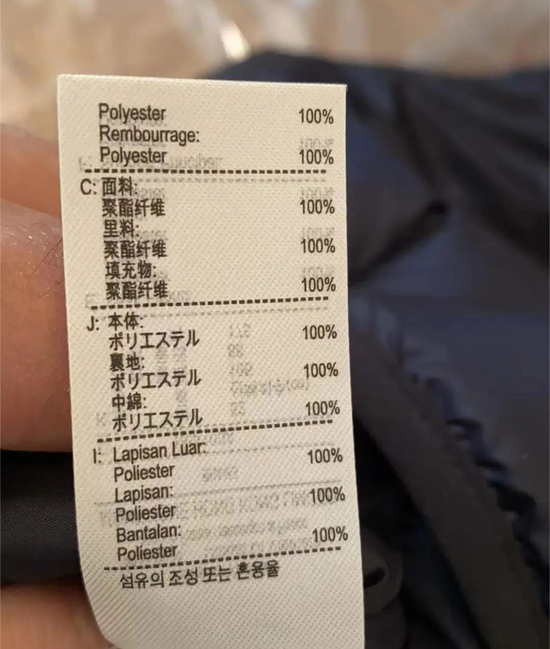 Polyester 100%
Rembourrage:
Polyester 100%
C: 面料:
聚酯纤维 100%
里料:
聚酯纤维 100%
填充物:
聚酯纤维 100%
J: 本体:
ポリエステル 100%
裏地:
ポリエステル 100%
中綿:
ポリエステル 100%
I: Lapisan Luar:
Poliester 100%
Lapisan:
Poliester 100%
Bantalan:
Poliester 100%
섬유의 조성 또는 혼용율